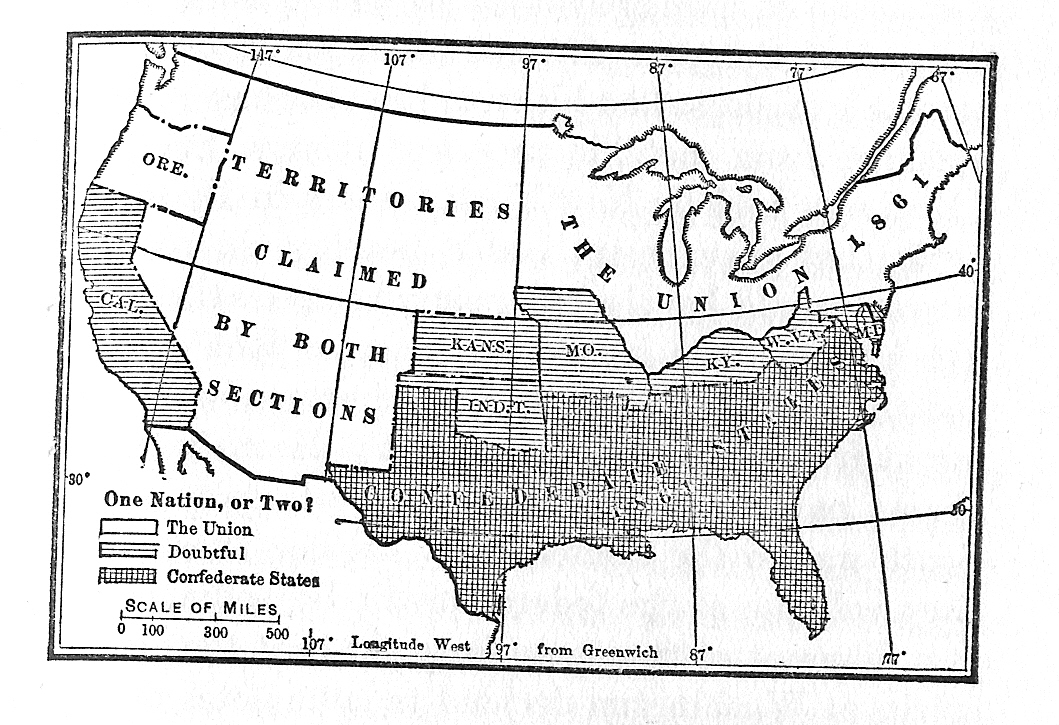 117° 107° 97° 87° 77° 67°
ORE.
TERRITORIES
CLAIMED
BY BOTH
SECTIONS
THE UNION 1861
40°
CAL.
KANS.
MO.
KY.
W.VA.
MD
IND.T.
CONFEDERATE STATES
1861
30°
30°
One Nation, or Two?
The Union
Doubtful
Confederate States
SCALE OF MILES
0 100 300 500
107° Longitude West 97° from Greenwich 87° 77°